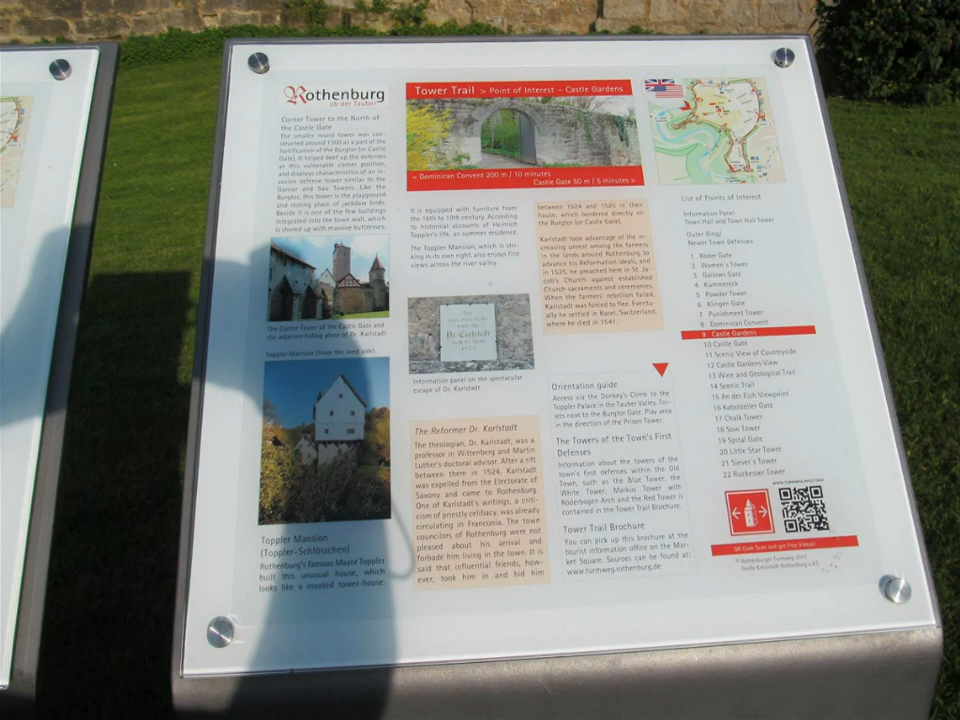 Rothenburg
ob der Tauber
Corner Tower to the North of
the Castle Gate
The smaller round tower was con-
structed around 1500 as a part of the
fortification of the Burgtor (or Castle
Gate). It helped beef up the defenses
at this vulnerable corner position,
and displays characteristics of an in-
vasion defense tower similar to the
Ganser and Sau Towers. Like the
Burgtor, this tower is the playground
and resting place of jackdaw birds.
Beside it is one of the few buildings
integrated into the town wall, which
is shored up with massive buttresses.
The Corner Tower of the Castle Gate and
the adjacent hiding place of Dr. Karlstadt
Toppler Mansion (from the west side)
Toppler Mansion
(Toppler-Schlösschen)
Rothenburg's famous Mayor Toppler
built this unusual house, which
looks like a moated tower-house.
Tower Trail > Point of Interest – Castle Gardens
< Dominican Convent 200 m / 10 minutes
Castle Gate 50 m / 5 minutes >
It is equipped with furniture from
the 16th to 19th century. According
to historical accounts of Heinrich
Toppler's life, as summer residence.
The Toppler Mansion, which is stri-
king in its own right, also enjoys fine
views across the river valley.
Dr Carlstadt
Information panel on the spectacular
escape of Dr. Karlstadt
The Reformer Dr. Karlstadt
The theologian, Dr. Karlstadt, was a
professor in Wittenberg and Martin
Luther's doctoral advisor. After a rift
between them in 1524, Karlstadt
was expelled from the Electorate of
Saxony and came to Rothenburg.
One of Karlstadt's writings, a criti-
cism of priestly celibacy, was already
circulating in Franconia. The town
councilors of Rothenburg were not
pleased about his arrival and
forbade him living in the town. It is
said that influential friends, how-
ever, took him in and hid him
between 1524 and 1525 in their
house, which bordered directly on
the Burgtor (or Castle Gate).
Karlstadt took advantage of the in-
creasing unrest among the farmers
in the lands around Rothenburg to
advance his Reformation ideals, and
in 1525, he preached here in St. Ja-
cob's Church against established
Church sacraments and ceremonies.
When the farmers' rebellion failed,
Karlstadt was forced to flee. Eventu-
ally he settled in Basel, Switzerland,
where he died in 1541.
Orientation guide
Access via the Donkey's Climb to the
Toppler Palace in the Tauber Valley. Toi-
lets next to the Burgtor Gate. Play area
in the direction of the Prison Tower.
The Towers of the Town's First
Defenses
Information about the towers of the
town's first defenses within the Old
Town, such as the Blue Tower, the
White Tower, Markus Tower with
Röderbogen Arch and the Red Tower is
contained in the Tower Trail Brochure.
Tower Trail Brochure
You can pick up this brochure at the
tourist information office on the Mar-
ket Square. Sources can be found at:
www.turmweg.rothenburg.de
List of Points of Interest
Information Panel
Town Hall and Town Hall Tower
Outer Ring/
Newer Town Defenses
1 Röder Gate
2 Women's Tower
3 Gallows Gate
4 Kummereck
5 Powder Tower
6 Klingen Gate
7 Punishment Tower
8 Dominican Convent
9 Castle Gardens
10 Castle Gate
11 Scenic View of Countryside
12 Castle Gardens View
13 Wine and Geological Trail
14 Scenic Trail
15 An der Eich Viewpoint
16 Kobolzeller Gate
17 Chalk Tower
18 Sow Tower
19 Spital Gate
20 Little Star Tower
21 Siever's Tower
22 Ruckesser Tower
QR Code Scan and get Free Videos!
© Rothenburger Turmweg 2012